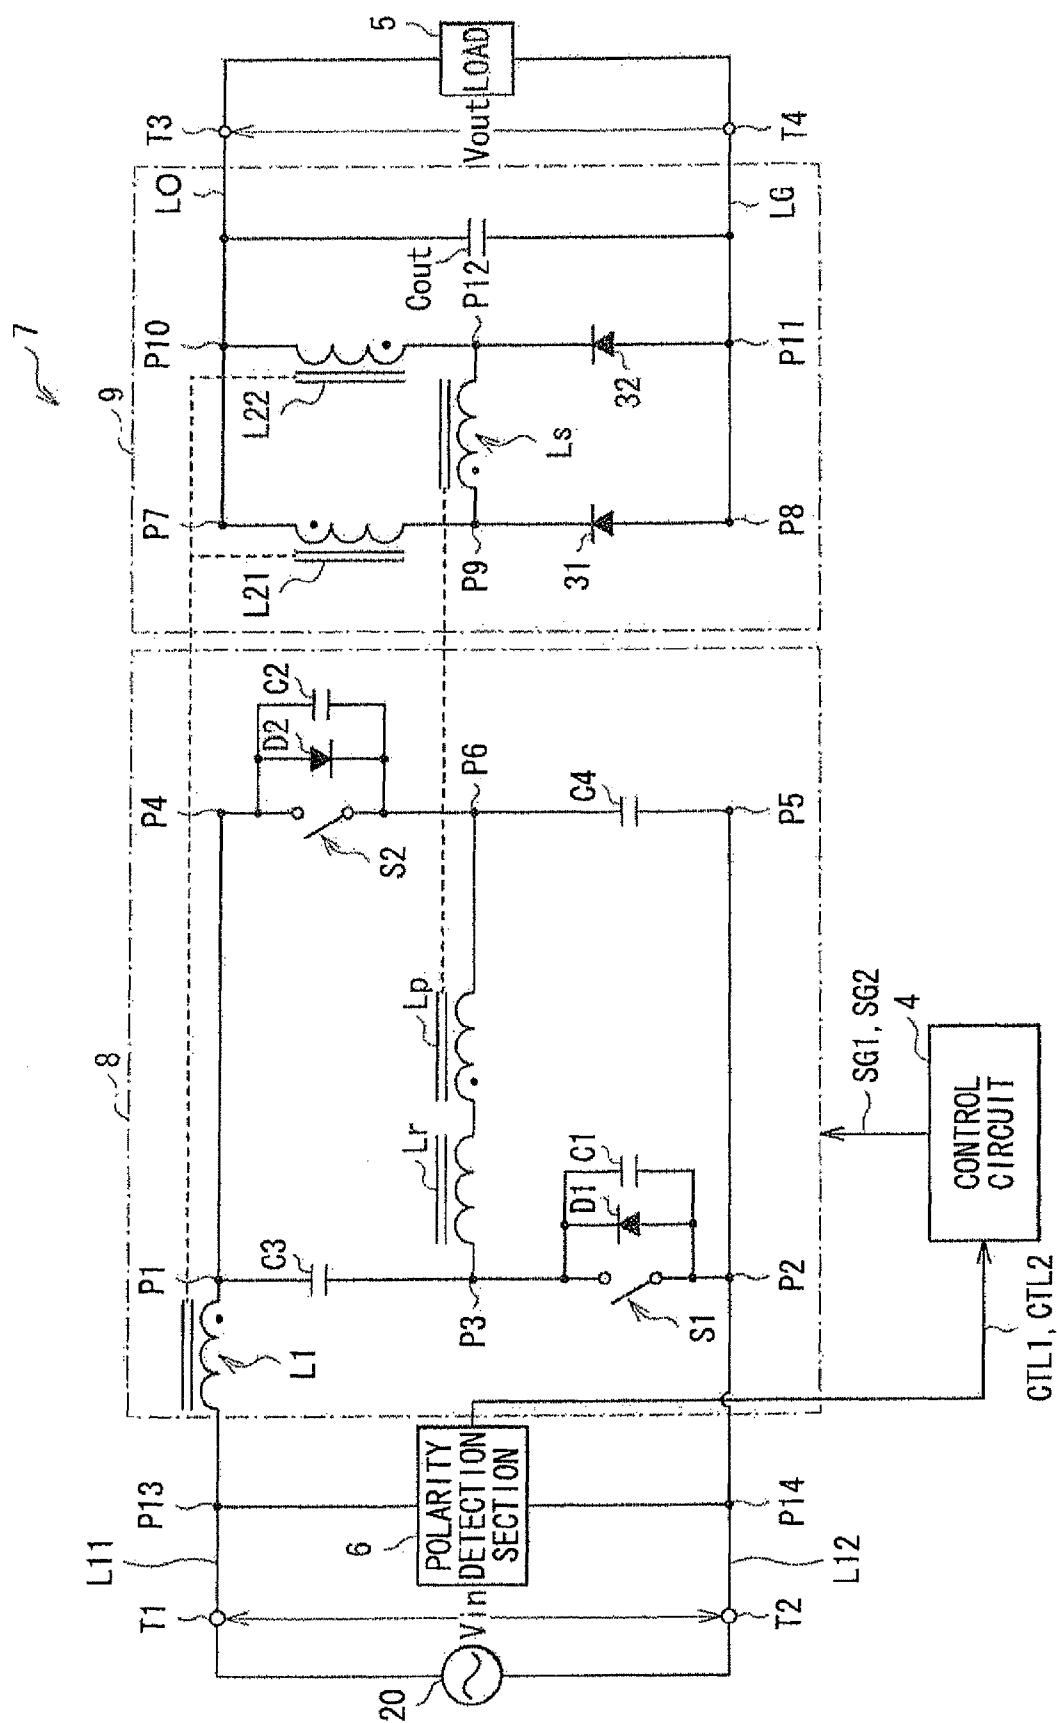 7
8
9
20
T1
L11
P13
Vin
6
POLARITY
DETECTION
SECTION
T2
L12
P14
L1
P1
C3
P3
Lr
Lp
S1
D1
C1
P2
P4
D2
C2
S2
P6
C4
P5
CTL1, CTL2
CONTROL
CIRCUIT
4
SG1, SG2
P7
L21
P9
31
P8
P10
L22
Ls
P12
32
P11
Cout
LO
LG
T3
Vout
T4
5
LOAD